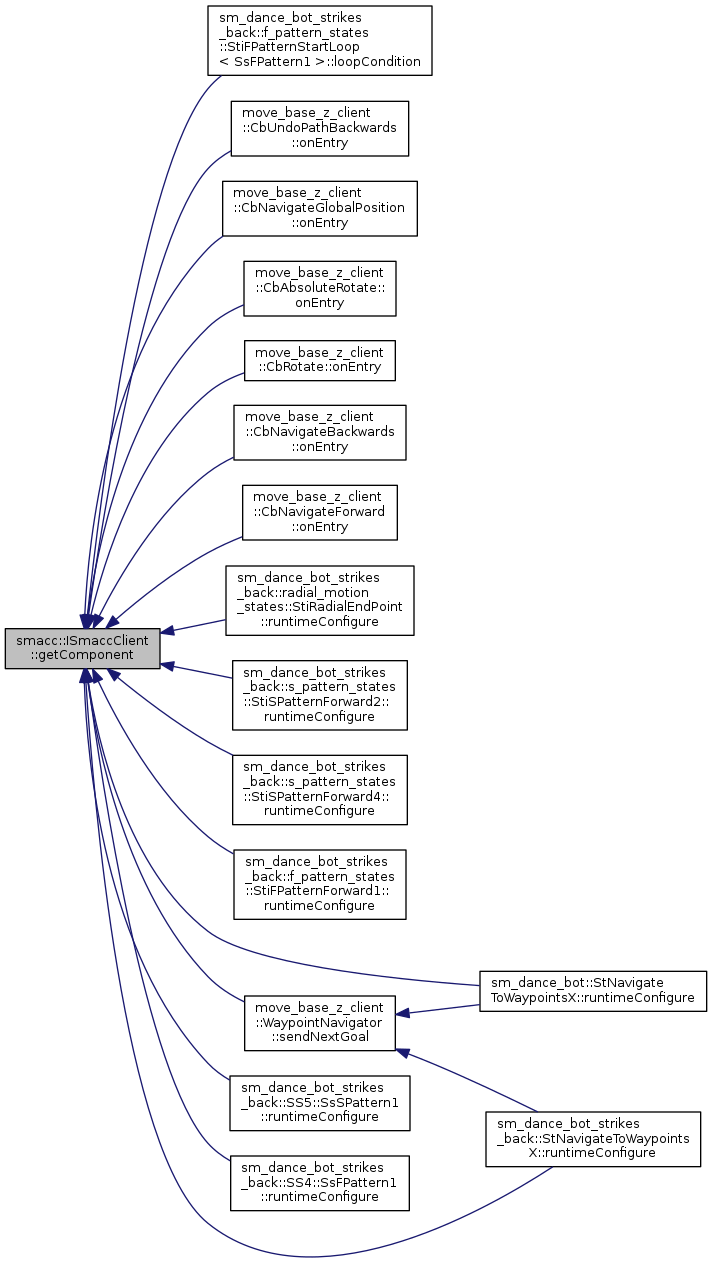 sm_dance_bot_strikes
_back::f_pattern_states
::StiFPatternStartLoop
< SsFPattern1 >::loopCondition
move_base_z_client
::CbUndoPathBackwards
::onEntry
move_base_z_client
::CbNavigateGlobalPosition
::onEntry
move_base_z_client
::CbAbsoluteRotate::
onEntry
move_base_z_client
::CbRotate::onEntry
move_base_z_client
::CbNavigateBackwards
::onEntry
move_base_z_client
::CbNavigateForward
::onEntry
sm_dance_bot_strikes
_back::radial_motion
_states::StiRadialEndPoint
::runtimeConfigure
smacc::ISmaccClient
::getComponent
sm_dance_bot_strikes
_back::s_pattern_states
::StiSPatternForward2::
runtimeConfigure
sm_dance_bot_strikes
_back::s_pattern_states
::StiSPatternForward4::
runtimeConfigure
sm_dance_bot_strikes
_back::f_pattern_states
::StiFPatternForward1::
runtimeConfigure
sm_dance_bot::StNavigate
ToWaypointsX::runtimeConfigure
move_base_z_client
::WaypointNavigator
::sendNextGoal
sm_dance_bot_strikes
_back::SS5::SsSPattern1
::runtimeConfigure
sm_dance_bot_strikes
_back::StNavigateToWaypoints
X::runtimeConfigure
sm_dance_bot_strikes
_back::SS4::SsFPattern1
::runtimeConfigure